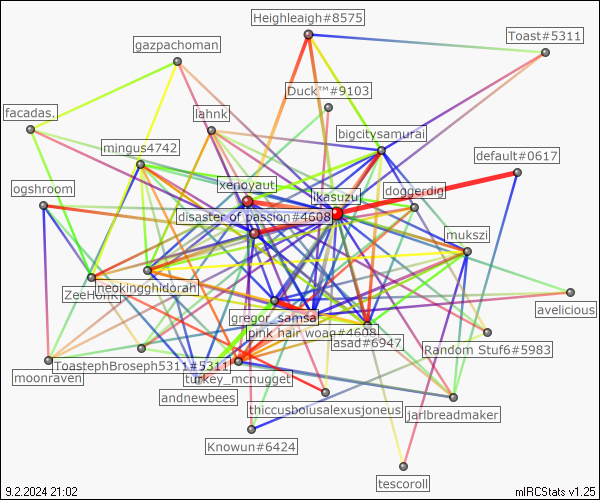 Heighleaigh#8575
Toast#5311
gazpachoman
Duck™#9103
facadas.
lahnk
bigcitysamurai
mingus4742
default#0617
xenoyaut
ikasuzu
ogshroom
doggerdig
disaster of passion#4608
mukszi
ZeeHonk
neokingghidorah
avelicious
gregor_samsa
pink hair woag#4608
asad#6947
Random Stuf6#5983
ToastephBroseph5311#5311
moonraven
turkey_mcnugget
andnewbees
thiccusbolusalexusjoneus
jarlbreadmaker
Knowun#6424
tescoroll
9.2.2024 21:02
mIRCStats v1.25